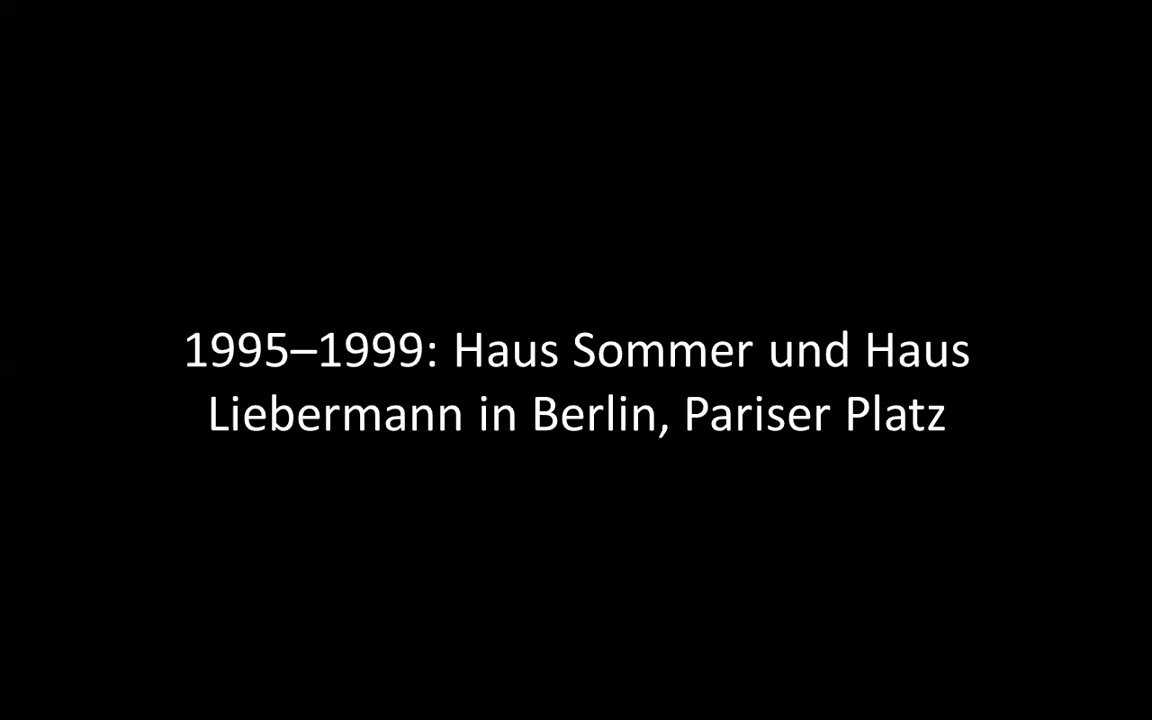 1995–1999: Haus Sommer und Haus
Liebermann in Berlin, Pariser Platz